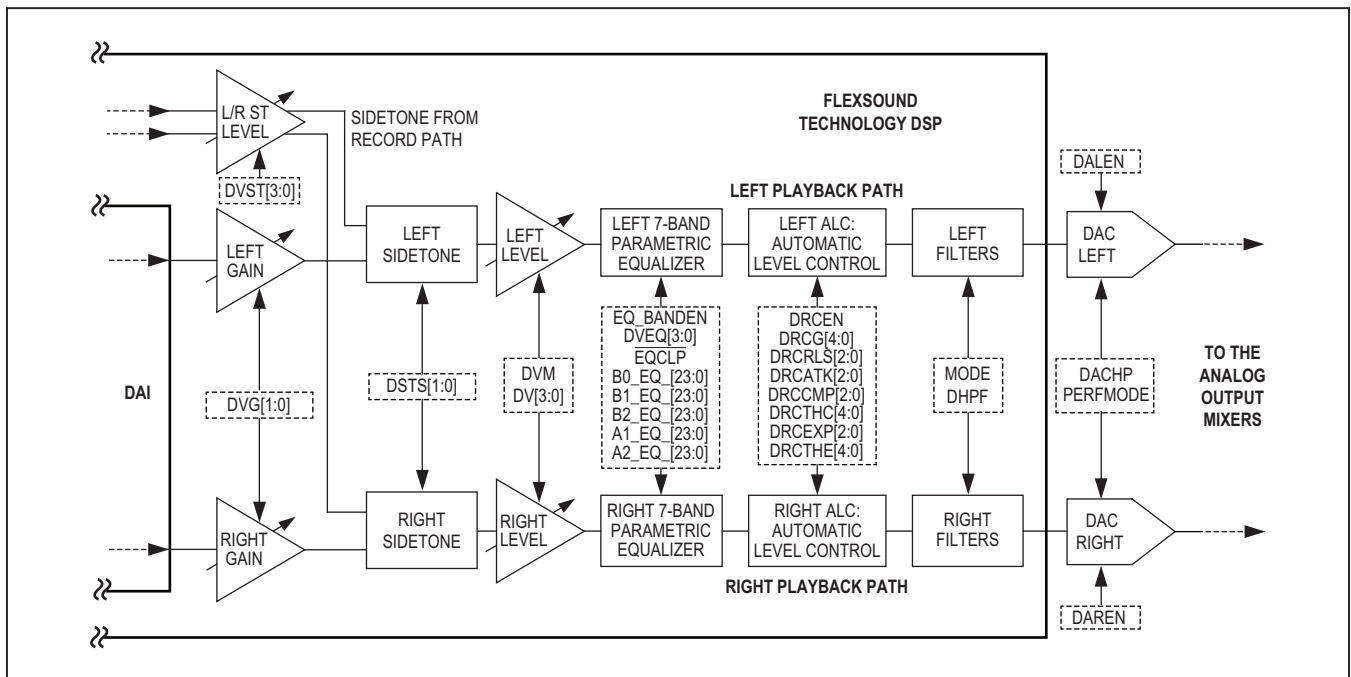 L/R ST
LEVEL
SIDETONE FROM
RECORD PATH
FLEXSOUND
TECHNOLOGY DSP
DVST[3:0]
DALEN
LEFT PLAYBACK PATH
LEFT
GAIN
LEFT
SIDETONE
LEFT
LEVEL
LEFT 7-BAND
PARAMETRIC
EQUALIZER
LEFT ALC:
AUTOMATIC
LEVEL CONTROL
LEFT
FILTERS
DAC
LEFT
DAI
DVG[1:0]
DSTS[1:0]
DVM
DV[3:0]
EQ_BANDEN
DVEQ[3:0]
EQCLP
B0_EQ_[23:0]
B1_EQ_[23:0]
B2_EQ_[23:0]
A1_EQ_[23:0]
A2_EQ_[23:0]
DRCEN
DRCG[4:0]
DRCRLS[2:0]
DRCATK[2:0]
DRCCMP[2:0]
DRCTHC[4:0]
DRCEXP[2:0]
DRCTHE[4:0]
MODE
DHPF
DACHP
PERFMODE
TO THE
ANALOG
OUTPUT
MIXERS
RIGHT
GAIN
RIGHT
SIDETONE
RIGHT
LEVEL
RIGHT 7-BAND
PARAMETRIC
EQUALIZER
RIGHT ALC:
AUTOMATIC
LEVEL CONTROL
RIGHT
FILTERS
DAC
RIGHT
RIGHT PLAYBACK PATH
DAREN